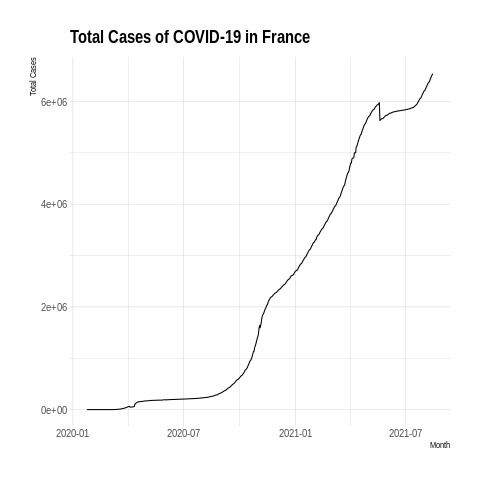 Total Cases of COVID-19 in France
Total Cases
6e+06
4e+06
2e+06
0e+00
2020-01 2020-07 2021-01 2021-07
Month